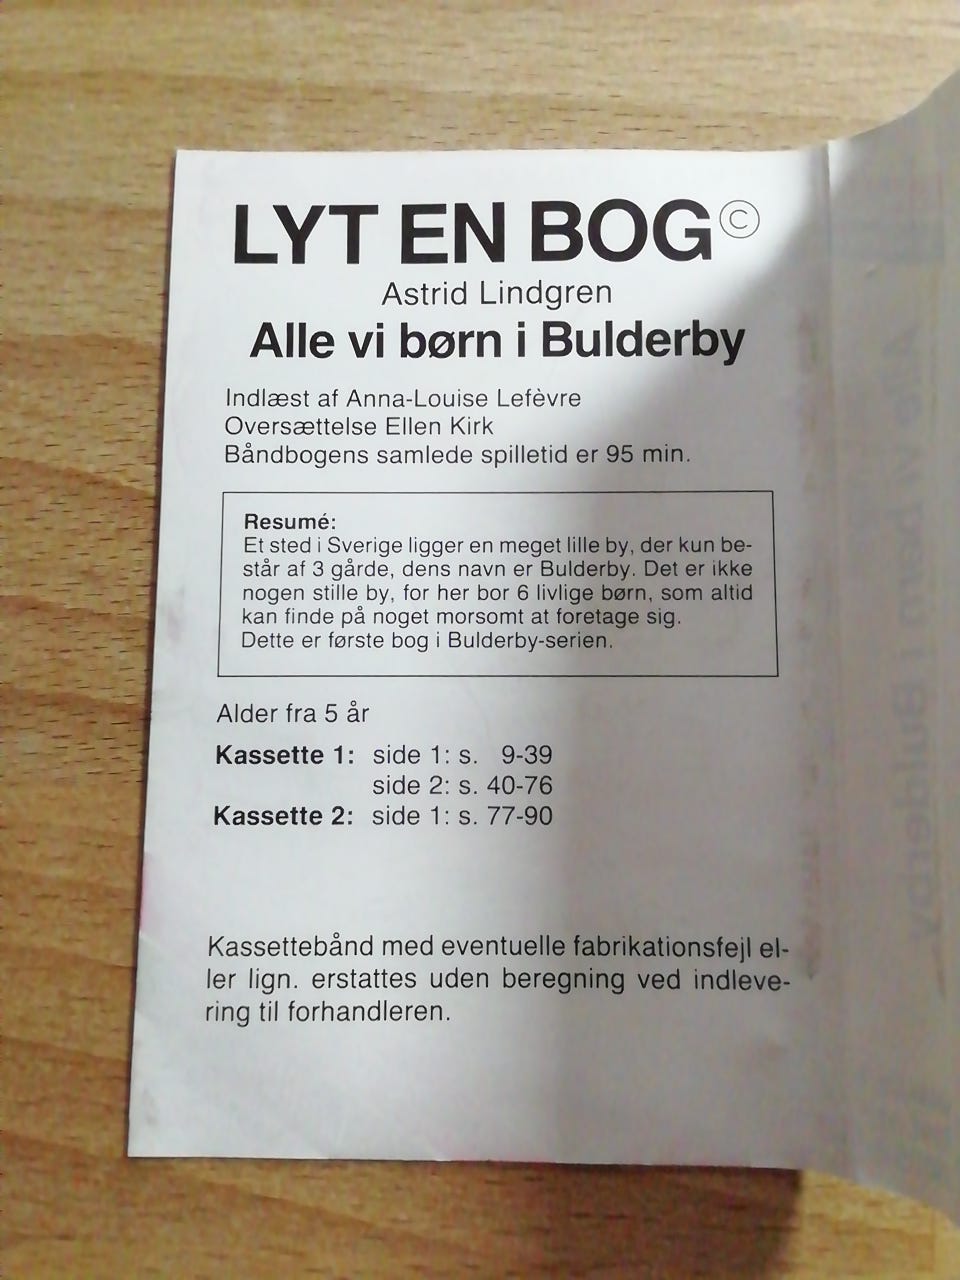 LYT EN BOG©
Astrid Lindgren
Alle vi børn i Bulderby
Indlæst af Anna-Louise Lefèvre
Oversættelse Ellen Kirk
Båndbogens samlede spilletid er 95 min.
Resumé:
Et sted i Sverige ligger en meget lille by, der kun be-
står af 3 gårde, dens navn er Bulderby. Det er ikke
nogen stille by, for her bor 6 livlige børn, som altid
kan finde på noget morsomt at foretage sig.
Dette er første bog i Bulderby-serien.
Alder fra 5 år
Kassette 1: side 1: s. 9-39
side 2: s. 40-76
Kassette 2: side 1: s. 77-90
Kassettebånd med eventuelle fabrikationsfejl el-
ler lign. erstattes uden beregning ved indleve-
ring til forhandleren.